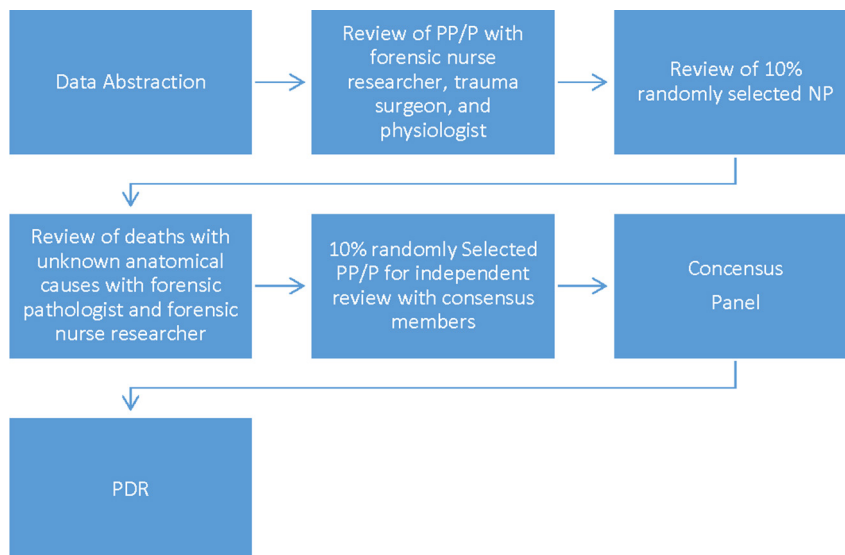 Data Abstraction
Review of PP/P with
forensic nurse
researcher, trauma
surgeon, and
physiologist
Review of 10%
randomly selected NP
Review of deaths with
unknown anatomical
causes with forensic
pathologist and forensic
nurse researcher
10% randomly Selected
PP/P for independent
review with consensus
members
Concensus
Panel
PDR